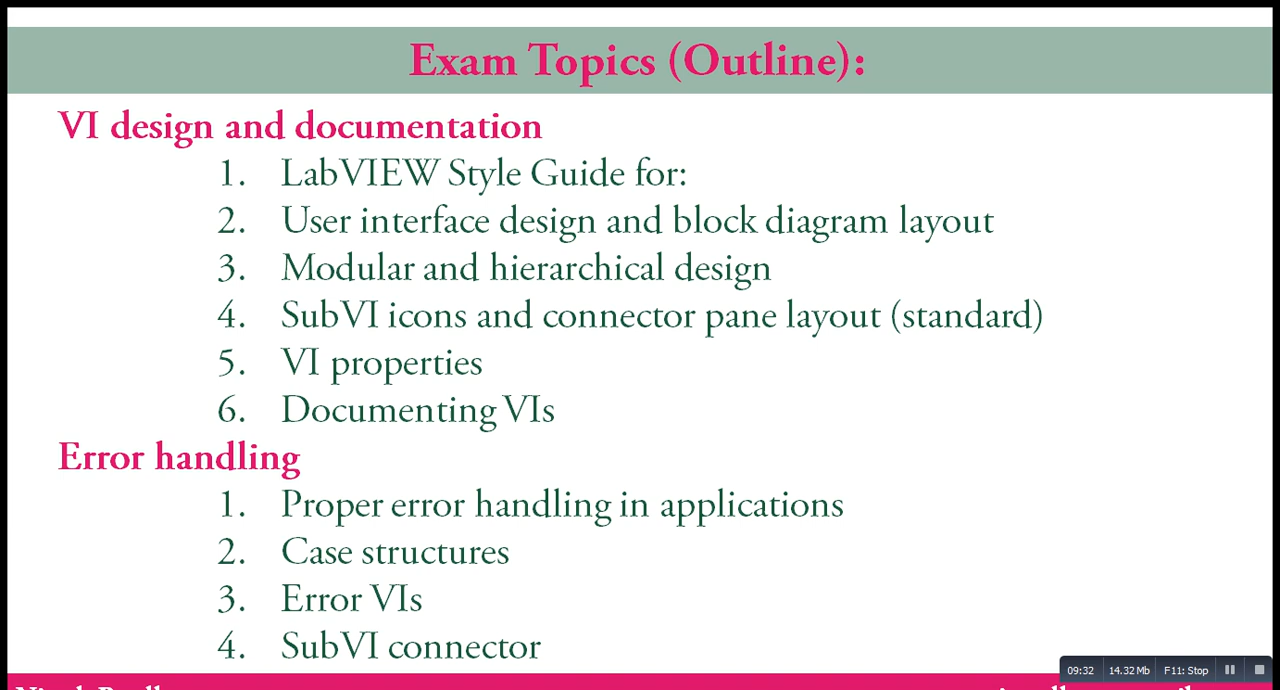 Exam Topics (Outline):
VI design and documentation
1. LabVIEW Style Guide for:
2. User interface design and block diagram layout
3. Modular and hierarchical design
4. SubVI icons and connector pane layout (standard)
5. VI properties
6. Documenting VIs
Error handling
1. Proper error handling in applications
2. Case structures
3. Error VIs
4. SubVI connector
09:32 14.32 Mb F11: Stop